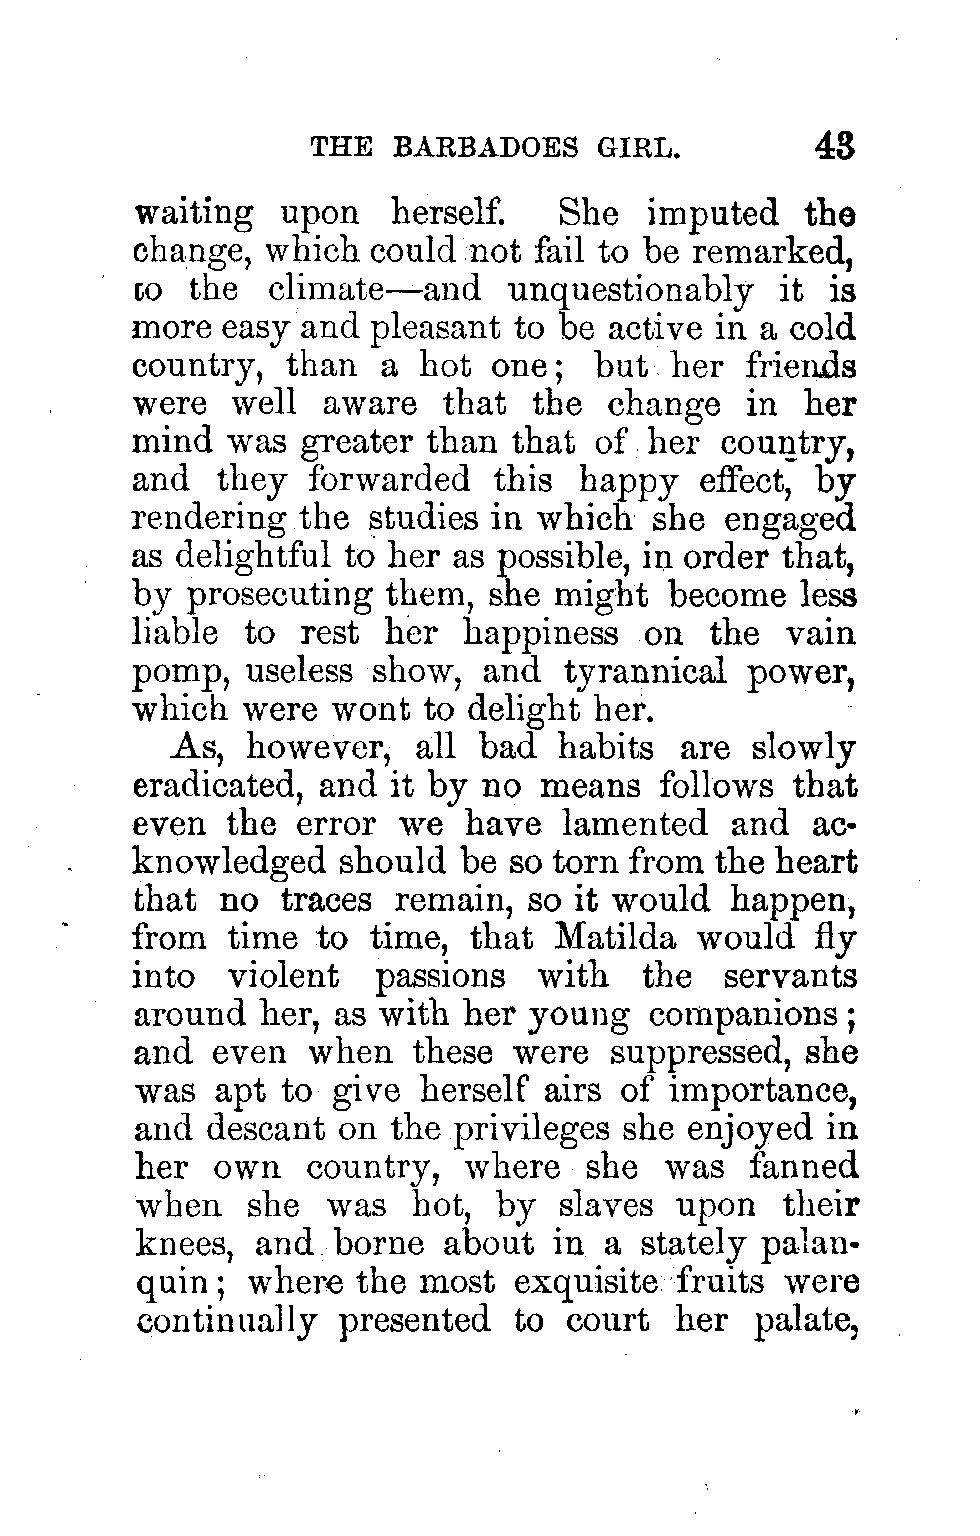 THE BARBADOES GIRL. 43
waiting upon herself. She imputed the
change, which could not fail to be remarked,
to the climate—and unquestionably it is
more easy and pleasant to be active in a cold
country, than a hot one; but her friends
were well aware that the change in her
mind was greater than that of her country,
and they forwarded this happy effect, by
rendering the studies in which she engaged
as delightful to her as possible, in order that,
by prosecuting them, she might become less
liable to rest her happiness on the vain
pomp, useless show, and tyrannical power,
which were wont to delight her.
As, however, all bad habits are slowly
eradicated, and it by no means follows that
even the error we have lamented and ac-
knowledged should be so torn from the heart
that no traces remain, so it would happen,
from time to time, that Matilda would fly
into violent passions with the servants
around her, as with her young companions;
and even when these were suppressed, she
was apt to give herself airs of importance,
and descant on the privileges she enjoyed in
her own country, where she was fanned
when she was hot, by slaves upon their
knees, and borne about in a stately palan-
quin; where the most exquisite fruits were
continually presented to court her palate,